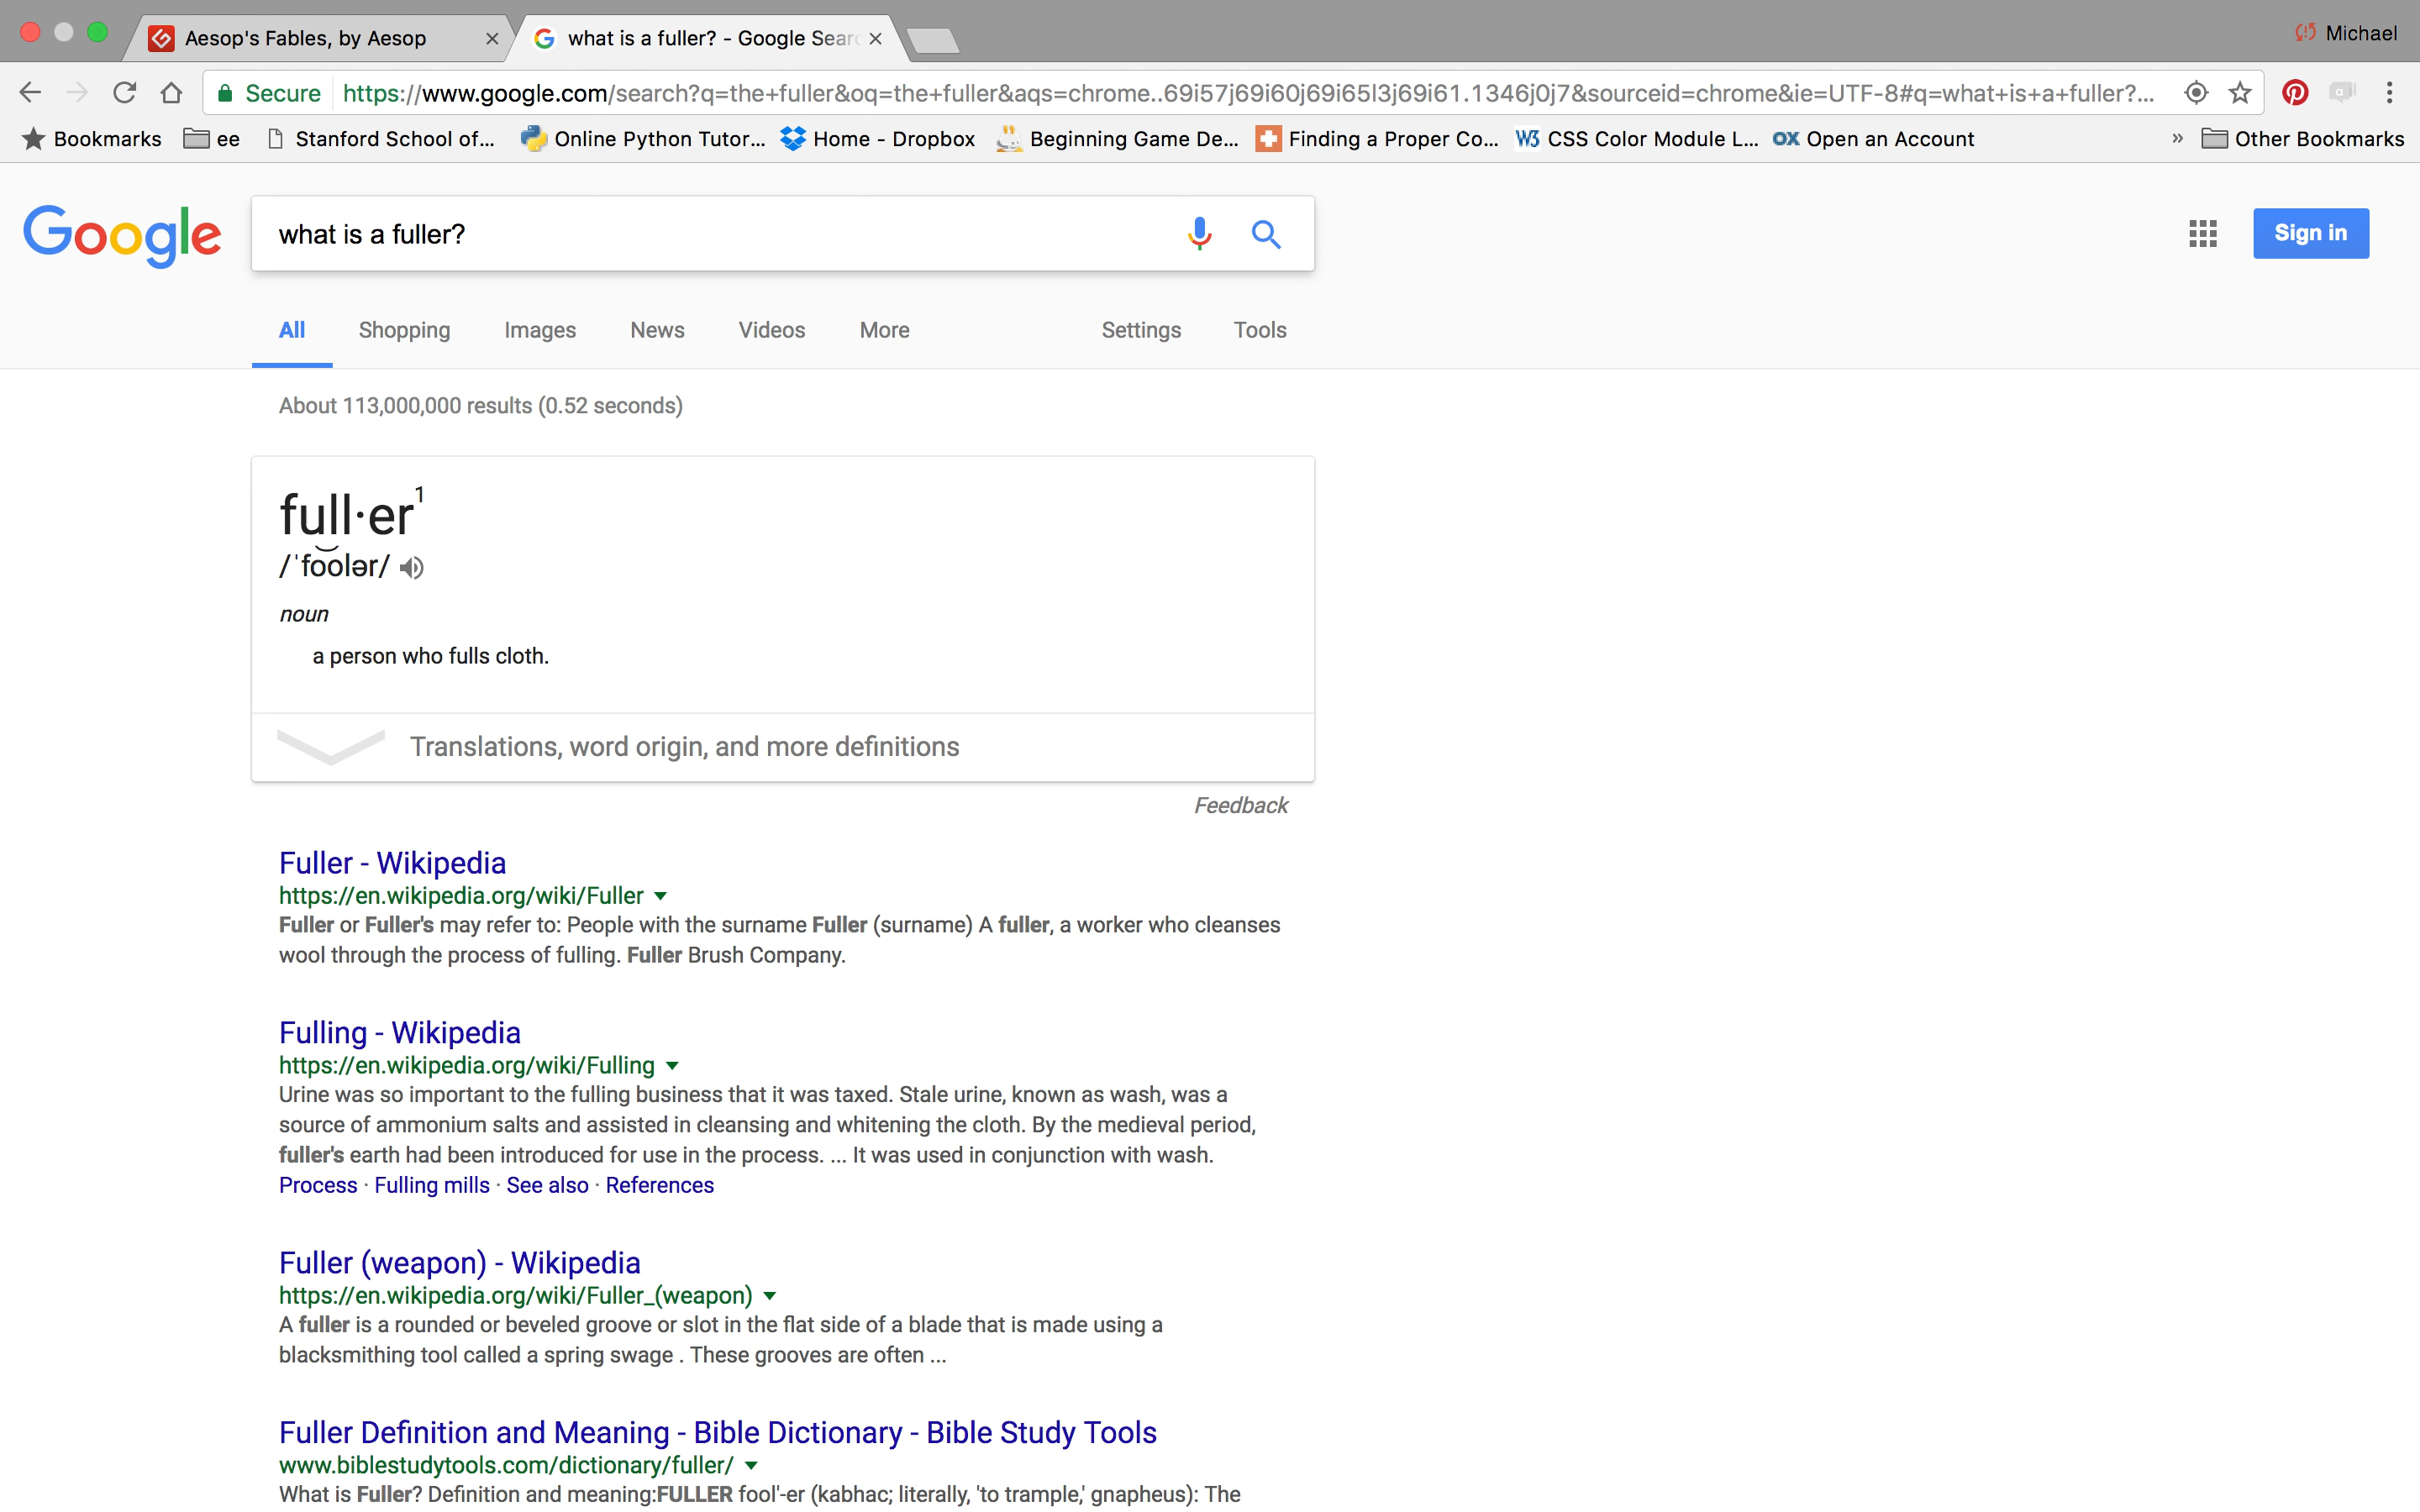 Aesop's Fables, by Aesop
what is a fuller? - Google Sear
Michael
Secure https://www.google.com/search?q=the+fuller&oq=the+fuller&aqs=chrome..69i57j69i60j69i65l3j69i61.1346j0j7&sourceid=chrome&ie=UTF-8#q=what+is+a+fuller?...
Bookmarks ee Stanford School of... Online Python Tutor... Home - Dropbox Beginning Game De... Finding a Proper Co... W3 CSS Color Module L... OX Open an Account » Other Bookmarks
Google
what is a fuller?
Sign in
All Shopping Images News Videos More Settings Tools
About 113,000,000 results (0.52 seconds)
full·er1
/ˈfo͝olər/
noun
a person who fulls cloth.
Translations, word origin, and more definitions
Feedback
Fuller - Wikipedia
https://en.wikipedia.org/wiki/Fuller
Fuller or Fuller's may refer to: People with the surname Fuller (surname) A fuller, a worker who cleanses
wool through the process of fulling. Fuller Brush Company.
Fulling - Wikipedia
https://en.wikipedia.org/wiki/Fulling
Urine was so important to the fulling business that it was taxed. Stale urine, known as wash, was a
source of ammonium salts and assisted in cleansing and whitening the cloth. By the medieval period,
fuller's earth had been introduced for use in the process. ... It was used in conjunction with wash.
Process · Fulling mills · See also · References
Fuller (weapon) - Wikipedia
https://en.wikipedia.org/wiki/Fuller_(weapon)
A fuller is a rounded or beveled groove or slot in the flat side of a blade that is made using a
blacksmithing tool called a spring swage . These grooves are often ...
Fuller Definition and Meaning - Bible Dictionary - Bible Study Tools
www.biblestudytools.com/dictionary/fuller/
What is Fuller? Definition and meaning:FULLER fool'-er (kabhac; literally, 'to trample,' gnapheus): The